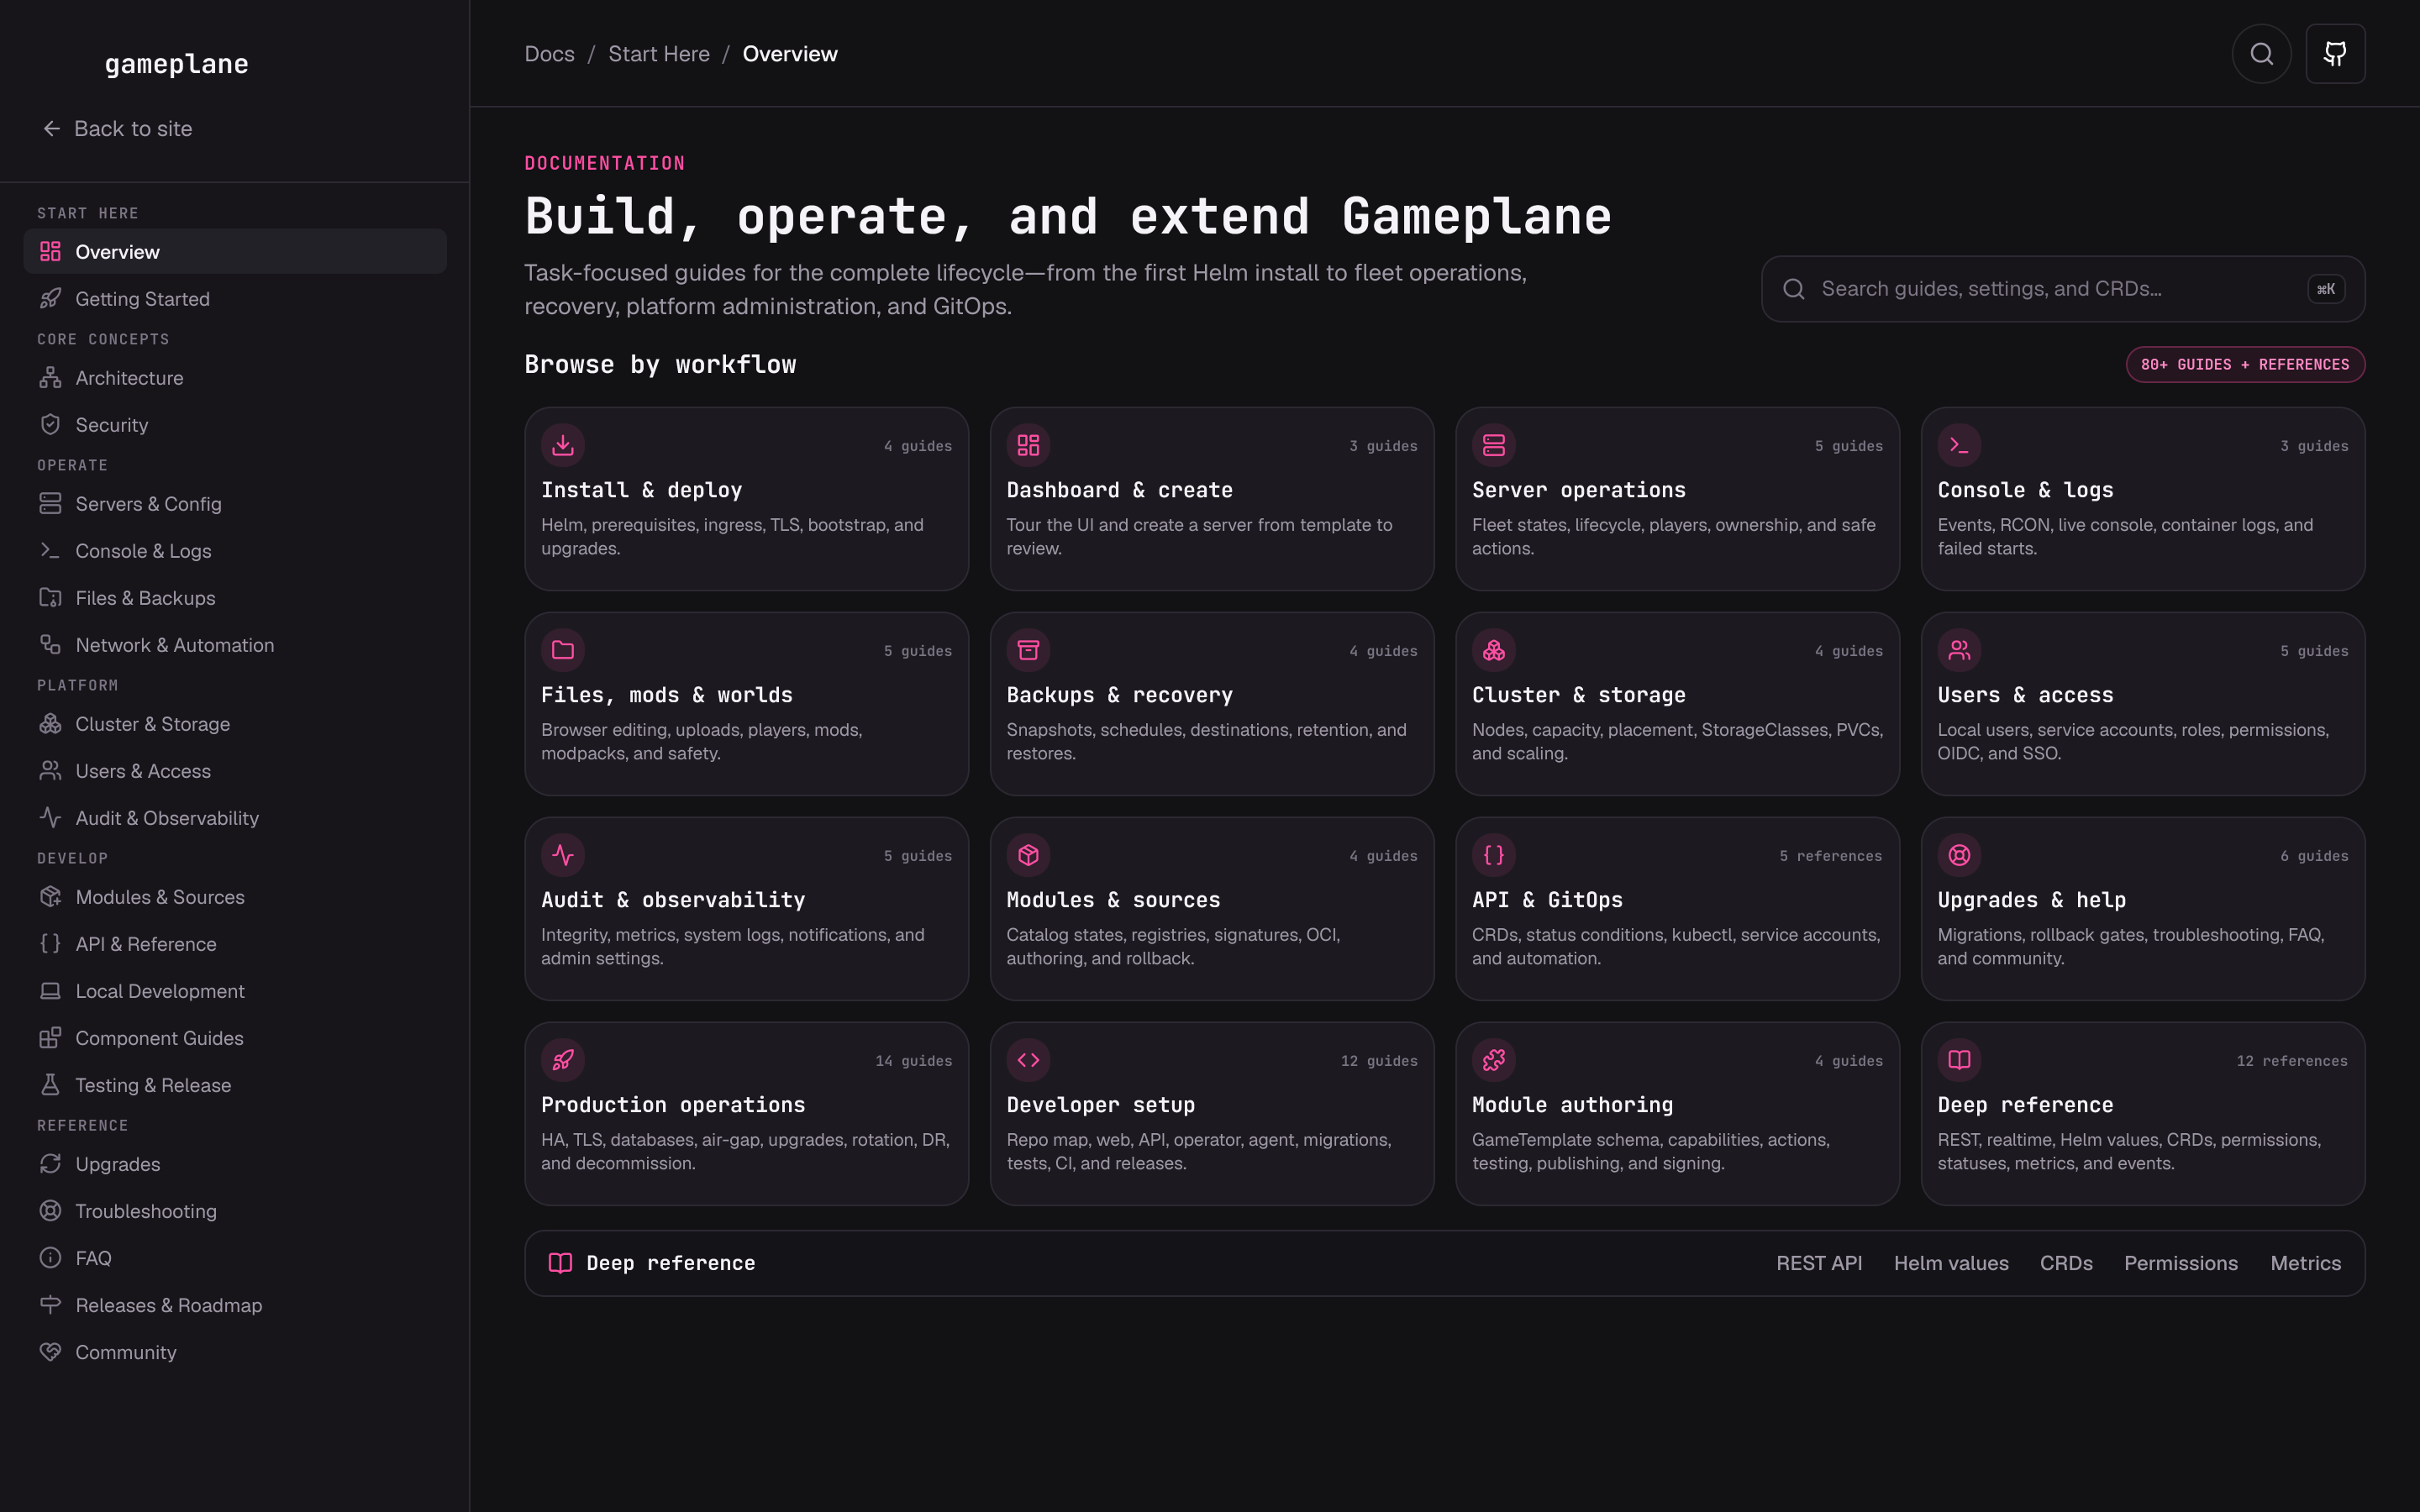 gameplane
Back to site
START HERE
Overview
Getting Started
CORE CONCEPTS
Architecture
Security
OPERATE
Servers & Config
Console & Logs
Files & Backups
Network & Automation
PLATFORM
Cluster & Storage
Users & Access
Audit & Observability
DEVELOP
Modules & Sources
API & Reference
Local Development
Component Guides
Testing & Release
REFERENCE
Upgrades
Troubleshooting
FAQ
Releases & Roadmap
Community
Docs / Start Here / Overview
DOCUMENTATION
Build, operate, and extend Gameplane
Task-focused guides for the complete lifecycle—from the first Helm install to fleet operations,
recovery, platform administration, and GitOps.
Search guides, settings, and CRDs...
⌘K
Browse by workflow
80+ GUIDES + REFERENCES
4 guides
Install & deploy
Helm, prerequisites, ingress, TLS, bootstrap, and
upgrades.
3 guides
Dashboard & create
Tour the UI and create a server from template to
review.
5 guides
Server operations
Fleet states, lifecycle, players, ownership, and safe
actions.
3 guides
Console & logs
Events, RCON, live console, container logs, and
failed starts.
5 guides
Files, mods & worlds
Browser editing, uploads, players, mods,
modpacks, and safety.
4 guides
Backups & recovery
Snapshots, schedules, destinations, retention, and
restores.
4 guides
Cluster & storage
Nodes, capacity, placement, StorageClasses, PVCs,
and scaling.
5 guides
Users & access
Local users, service accounts, roles, permissions,
OIDC, and SSO.
5 guides
Audit & observability
Integrity, metrics, system logs, notifications, and
admin settings.
4 guides
Modules & sources
Catalog states, registries, signatures, OCI,
authoring, and rollback.
5 references
API & GitOps
CRDs, status conditions, kubectl, service accounts,
and automation.
6 guides
Upgrades & help
Migrations, rollback gates, troubleshooting, FAQ,
and community.
14 guides
Production operations
HA, TLS, databases, air-gap, upgrades, rotation, DR,
and decommission.
12 guides
Developer setup
Repo map, web, API, operator, agent, migrations,
tests, CI, and releases.
4 guides
Module authoring
GameTemplate schema, capabilities, actions,
testing, publishing, and signing.
12 references
Deep reference
REST, realtime, Helm values, CRDs, permissions,
statuses, metrics, and events.
Deep reference
REST API Helm values CRDs Permissions Metrics